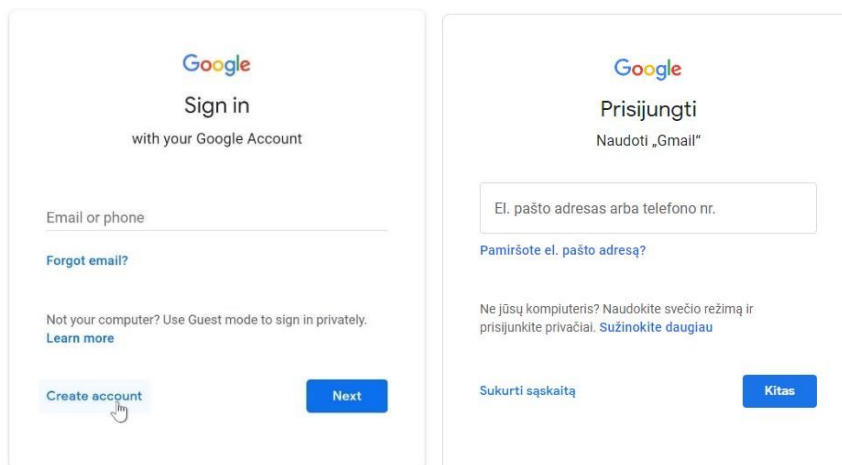 Google
Sign in
with your Google Account
Email or phone
Forgot email?
Not your computer? Use Guest mode to sign in privately.
Learn more
Create account
Next
Google
Prisijungti
Naudoti „Gmail“
El. pašto adresas arba telefono nr.
Pamiršote el. pašto adresą?
Ne jūsų kompiuteris? Naudokite svečio režimą ir
prisijunkite privačiai. Sužinokite daugiau
Sukurti sąskaitą
Kitas